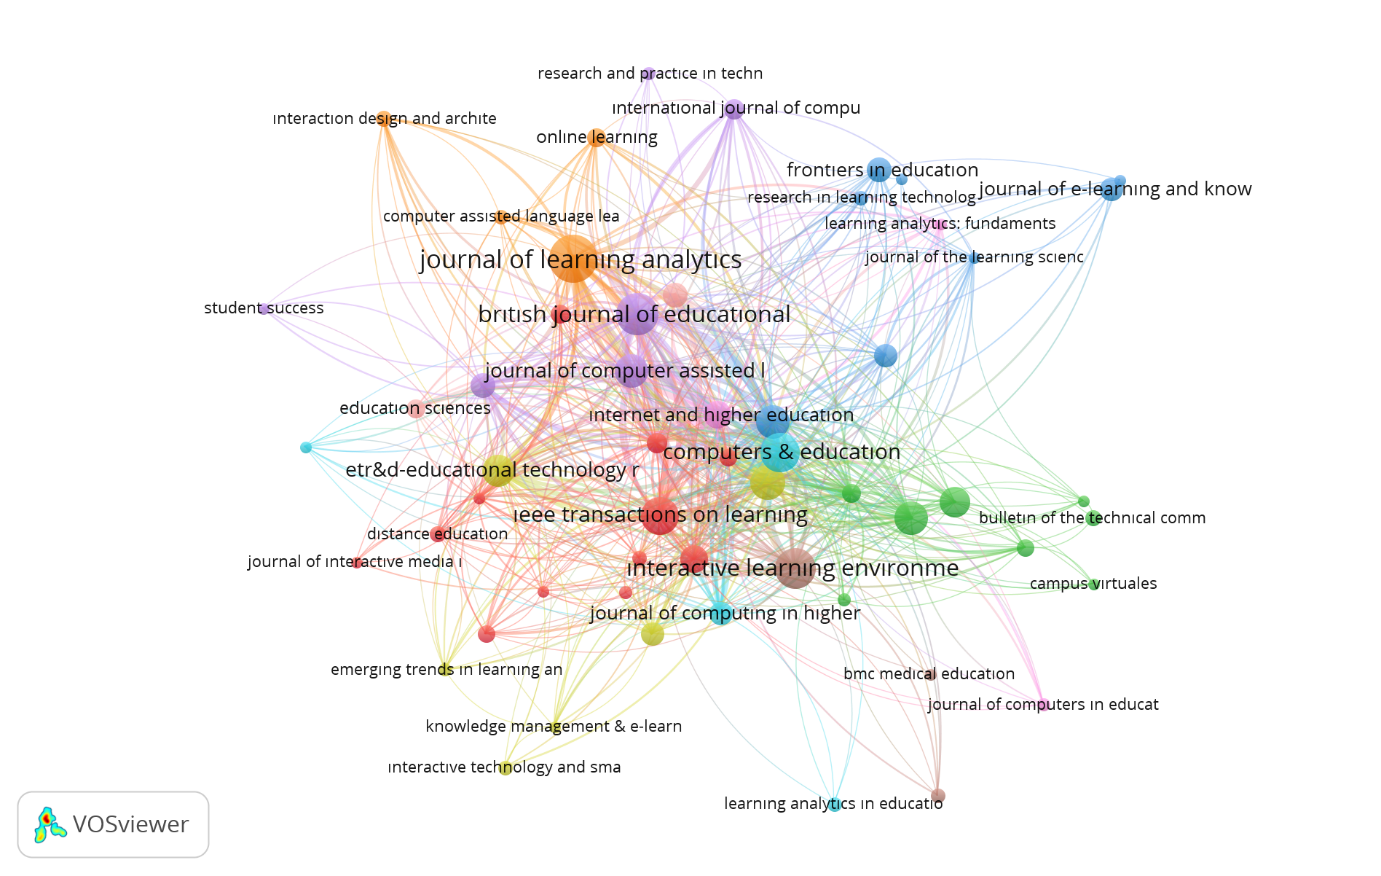 research and practice in techn
international journal of compu
interaction design and archite
online learning
frontiers in education
journal of e-learning and know
research in learning technolog
computer assisted language lea
learning analytics: fundaments
journal of learning analytics
journal of the learning scienc
student success
british journal of educational
journal of computer assisted l
education sciences
internet and higher education
computers & education
etr&d-educational technology r
ieee transactions on learning
bulletin of the technical comm
distance education
journal of interactive media i
interactive learning environme
campus virtuales
journal of computing in higher
emerging trends in learning an
bmc medical education
journal of computers in educat
knowledge management & e-learn
interactive technology and sma
learning analytics in educatio
VOSviewer